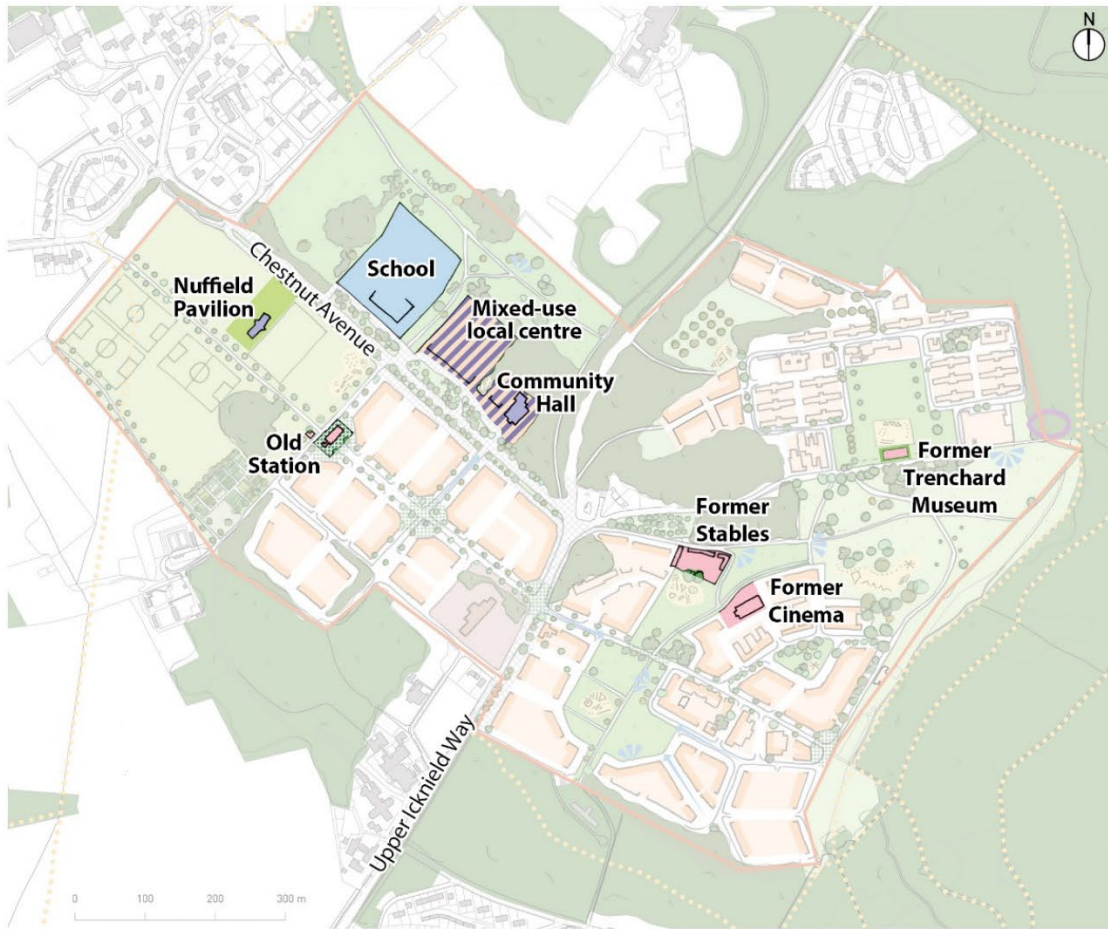 N
Chestnut Avenue
School
Nuffield
Pavilion
Mixed-use
local centre
Community
Hall
Old
Station
Former
Trenchard
Museum
Former
Stables
Former
Cinema
Upper Icknield Way
0 100 200 300 m